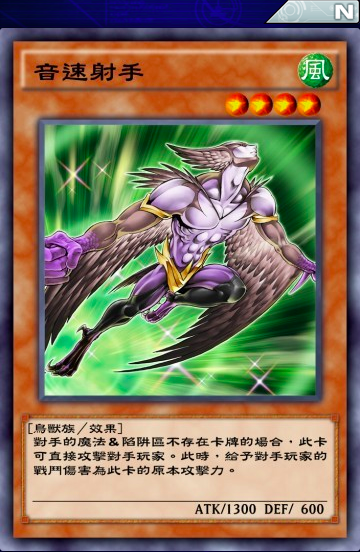 N
音速射手
風
[鳥獸族／效果]
對手的魔法&陷阱區不存在卡牌的場合，此卡
可直接攻擊對手玩家。此時，給予對手玩家的
戰鬥傷害為此卡的原本攻擊力。
ATK/1300 DEF/ 600